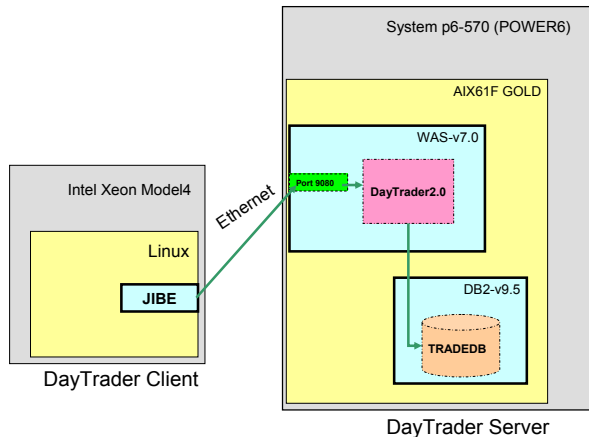 System p6-570 (POWER6)
AIX61F GOLD
WAS-v7.0
Port 9080
DayTrader2.0
Intel Xeon Model4
Ethernet
Linux
JIBE
DB2-v9.5
TRADEDB
DayTrader Client
DayTrader Server